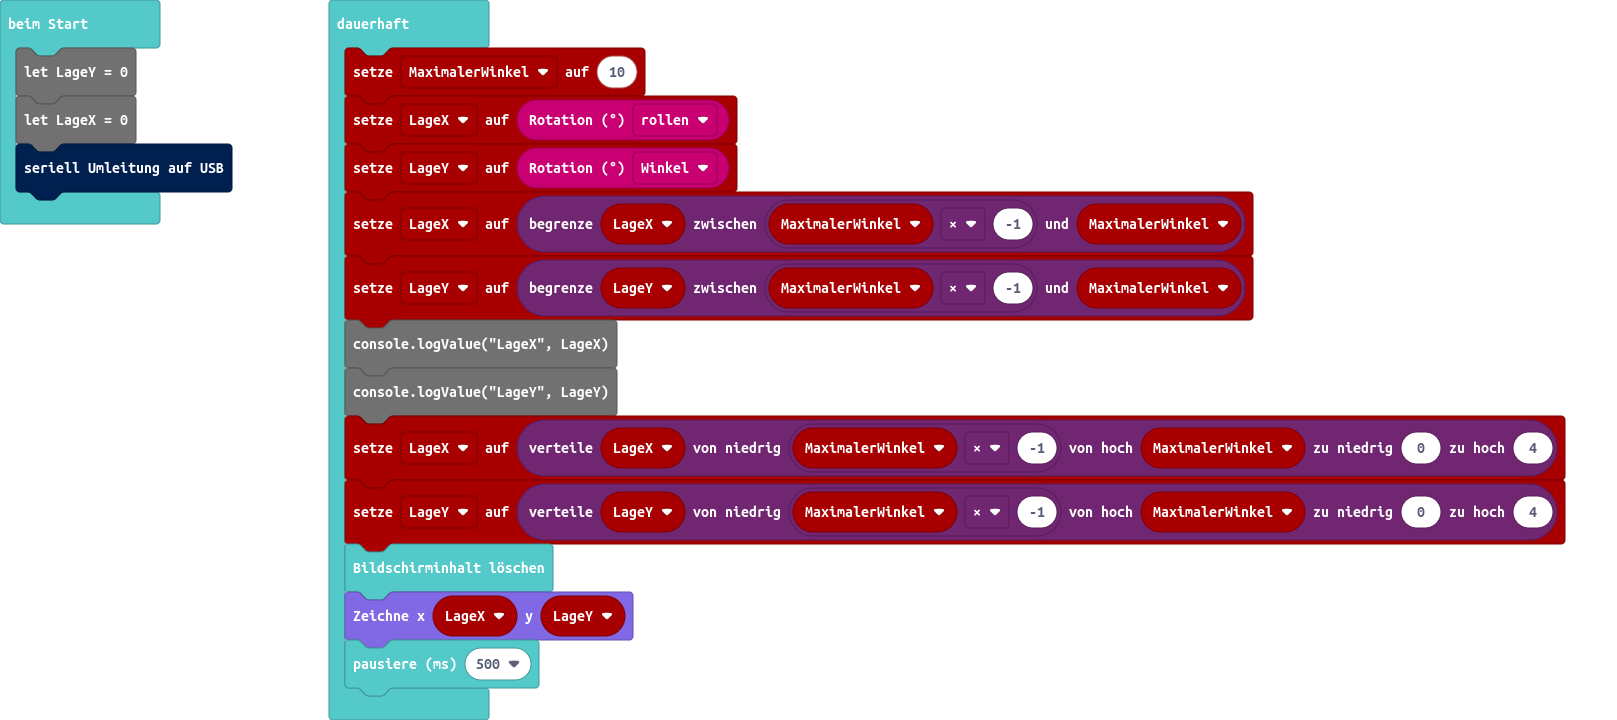 beim Start
let LageY = 0
let LageX = 0
seriell Umleitung auf USB
dauerhaft
setze MaximalerWinkel auf 10
setze LageX auf Rotation (°) rollen
setze LageY auf Rotation (°) Winkel
setze LageX auf begrenze LageX zwischen MaximalerWinkel × -1 und MaximalerWinkel
setze LageY auf begrenze LageY zwischen MaximalerWinkel × -1 und MaximalerWinkel
console.logValue("LageX", LageX)
console.logValue("LageY", LageY)
setze LageX auf verteile LageX von niedrig MaximalerWinkel × -1 von hoch MaximalerWinkel zu niedrig 0 zu hoch 4
setze LageY auf verteile LageY von niedrig MaximalerWinkel × -1 von hoch MaximalerWinkel zu niedrig 0 zu hoch 4
Bildschirminhalt löschen
Zeichne x LageX y LageY
pausiere (ms) 500